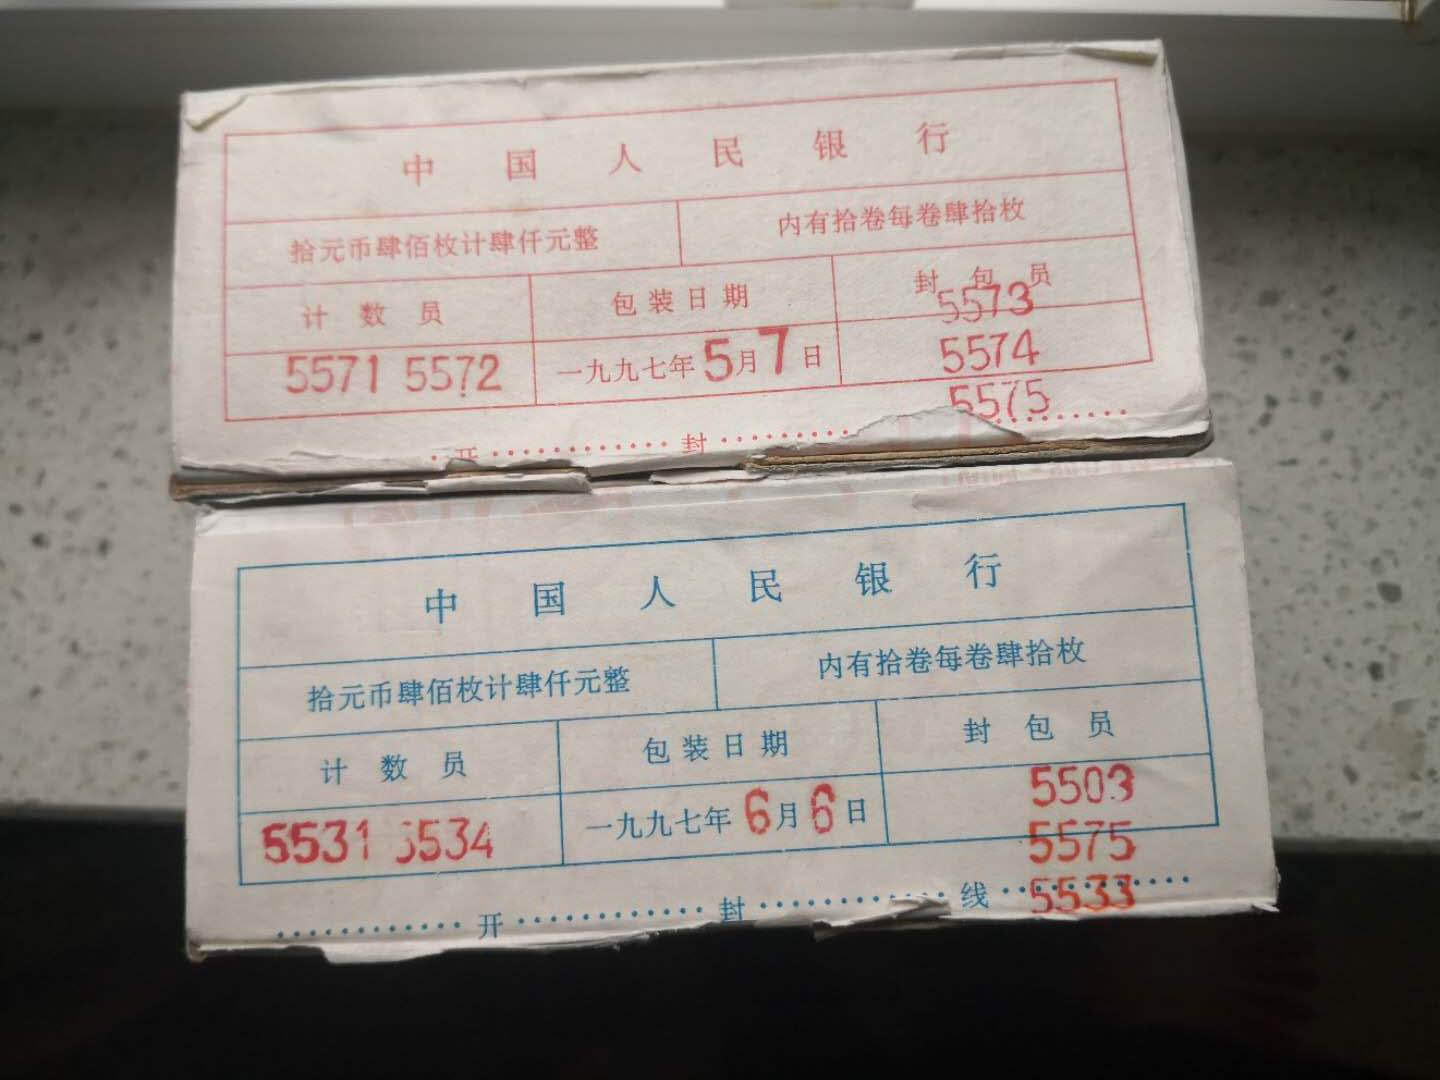 中国人民银行
拾元币肆佰枚计肆仟元整 内有拾卷每卷肆拾枚
计数员 包装日期 封包员
5573
5571 5572 一九九七年5月7日 5574
5575
开 封
中国人民银行
拾元币肆佰枚计肆仟元整 内有拾卷每卷肆拾枚
计数员 包装日期 封包员
5531 5534 一九九七年6月6日 5503
5575
开 封 线 5533